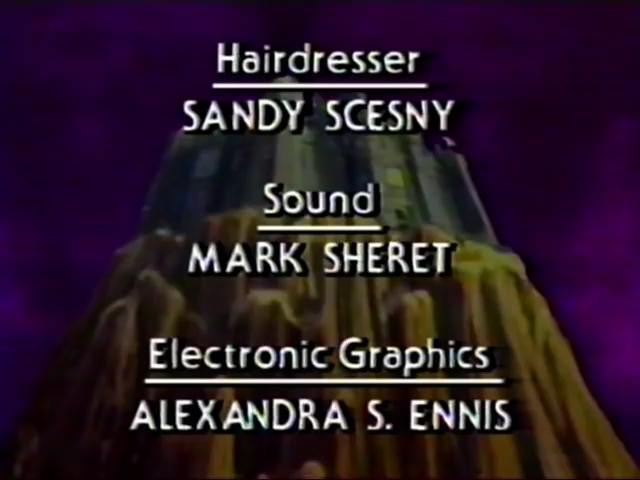 Hairdresser
SANDY SCESNY
Sound
MARK SHERET
Electronic Graphics
ALEXANDRA S. ENNIS